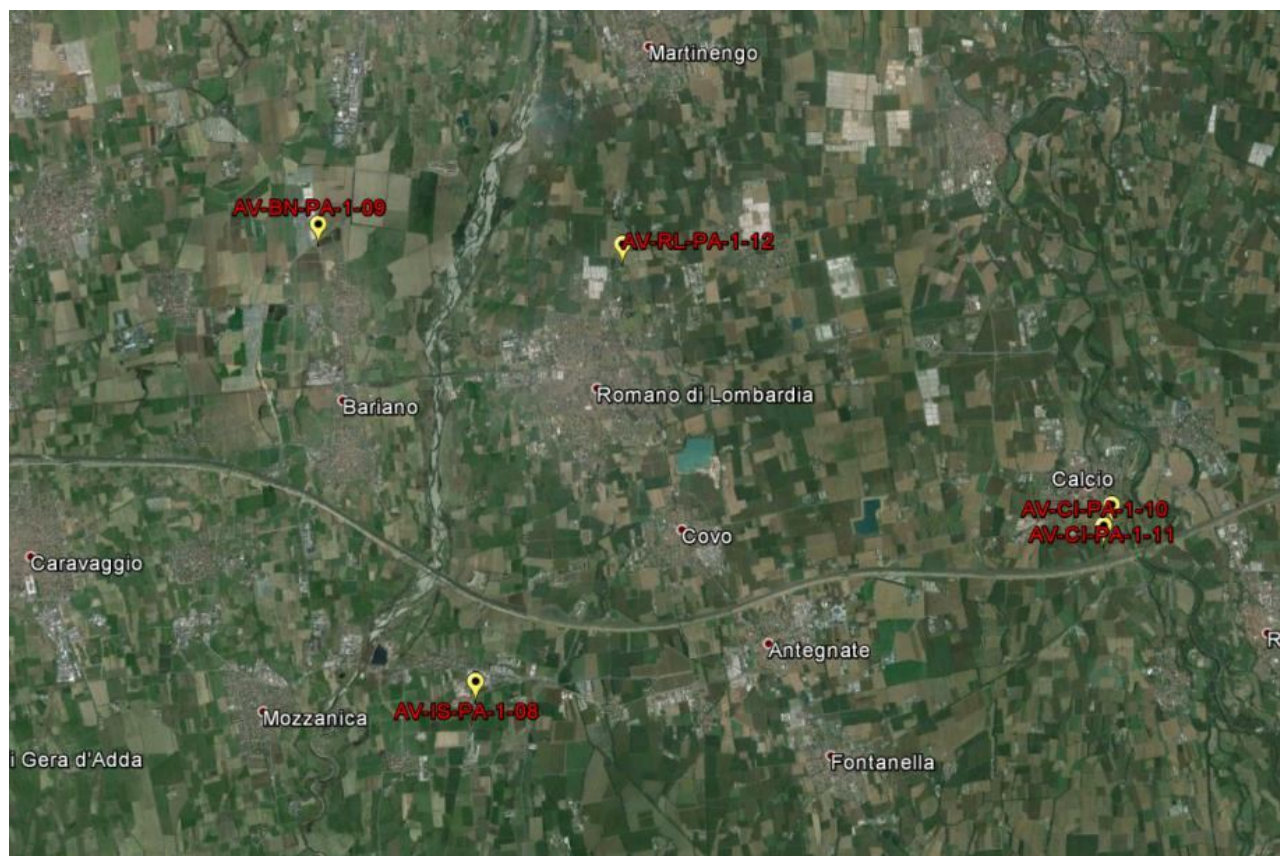 Martinengo
AV-BN-PA-1-09
AV-RL-PA-1-12
Romano di Lombardia
Bariano
Calcio
AV-CI-PA-1-10
AV-CI-PA-1-11
Covo
Caravaggio
Antegnate
R
AV-IS-PA-1-08
Mozzanica
i Gera d'Adda
Fontanella